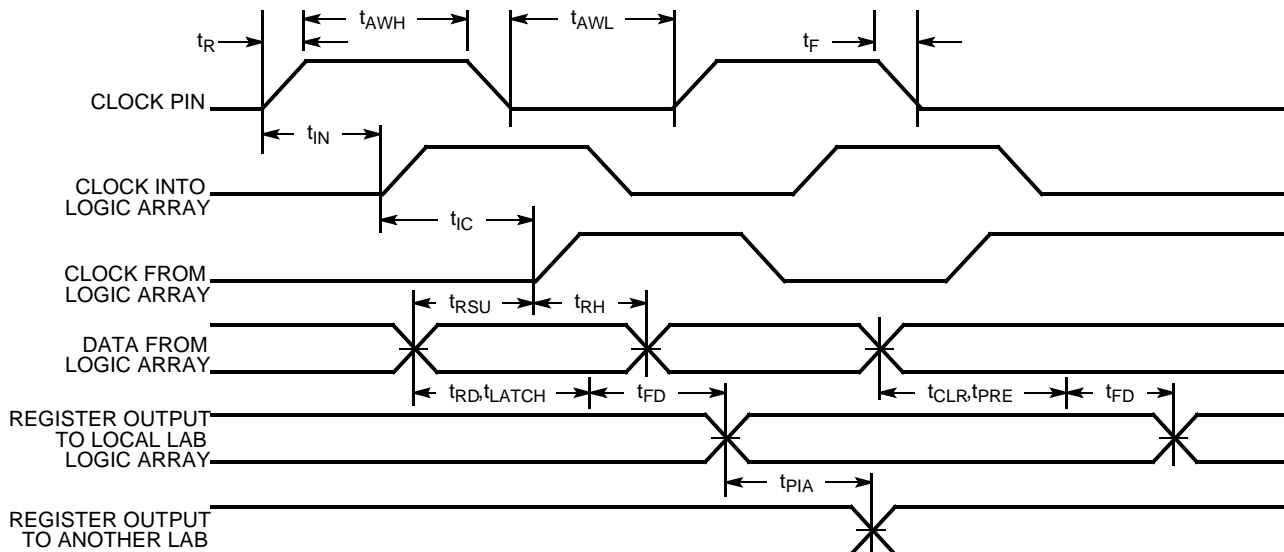 tAWH
tAWL
tR
tF
CLOCK PIN
tIN
CLOCK INTO
LOGIC ARRAY
tIC
CLOCK FROM
LOGIC ARRAY
tRSU
tRH
DATA FROM
LOGIC ARRAY
tRD,tLATCH
tFD
tCLR,tPRE
tFD
REGISTER OUTPUT
TO LOCAL LAB
LOGIC ARRAY
tPIA
REGISTER OUTPUT
TO ANOTHER LAB